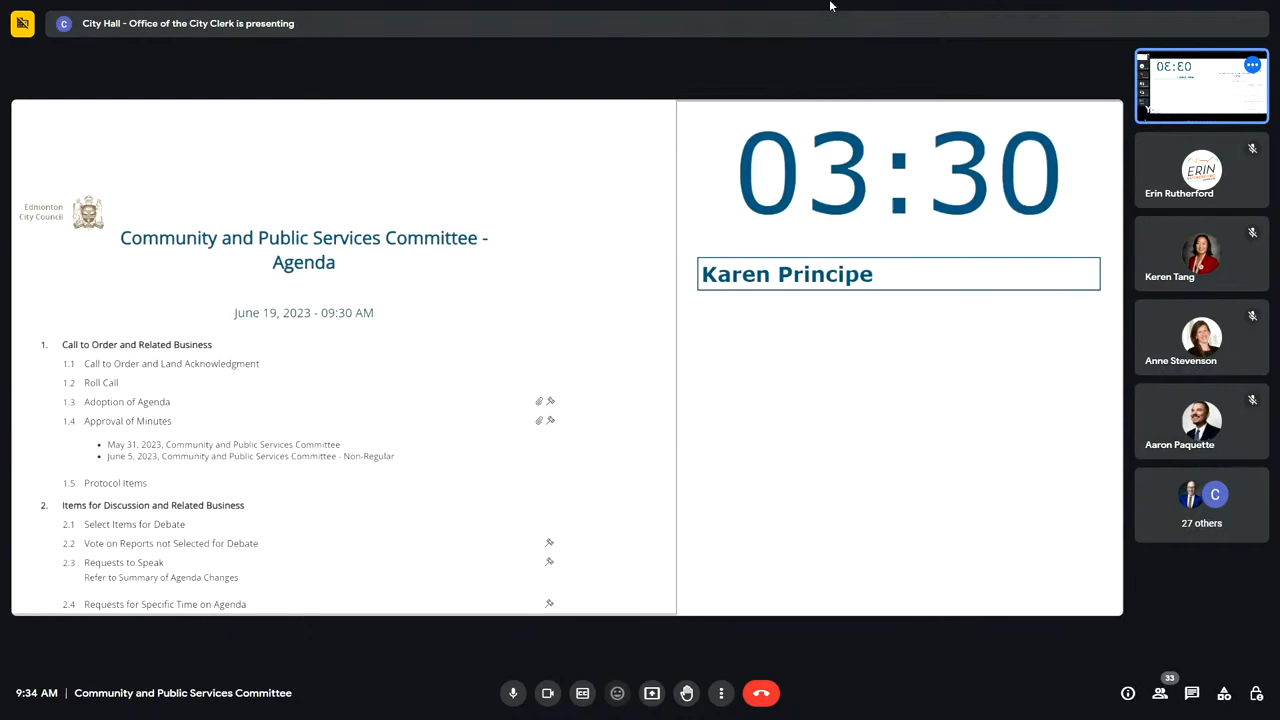 C City Hall - Office of the City Clerk is presenting
Edmonton
City Council
Community and Public Services Committee -
Agenda
June 19, 2023 - 09:30 AM
1. Call to Order and Related Business
1.1 Call to Order and Land Acknowledgment
1.2 Roll Call
1.3 Adoption of Agenda
1.4 Approval of Minutes
• May 31, 2023, Community and Public Services Committee
• June 5, 2023, Community and Public Services Committee - Non-Regular
1.5 Protocol Items
2. Items for Discussion and Related Business
2.1 Select Items for Debate
2.2 Vote on Reports not Selected for Debate
2.3 Requests to Speak
Refer to Summary of Agenda Changes
2.4 Requests for Specific Time on Agenda
03:30
Karen Principe
03:30
ERIN
Erin Rutherford
Keren Tang
Anne Stevenson
Aaron Paquette
C
27 others
9:34 AM | Community and Public Services Committee
33